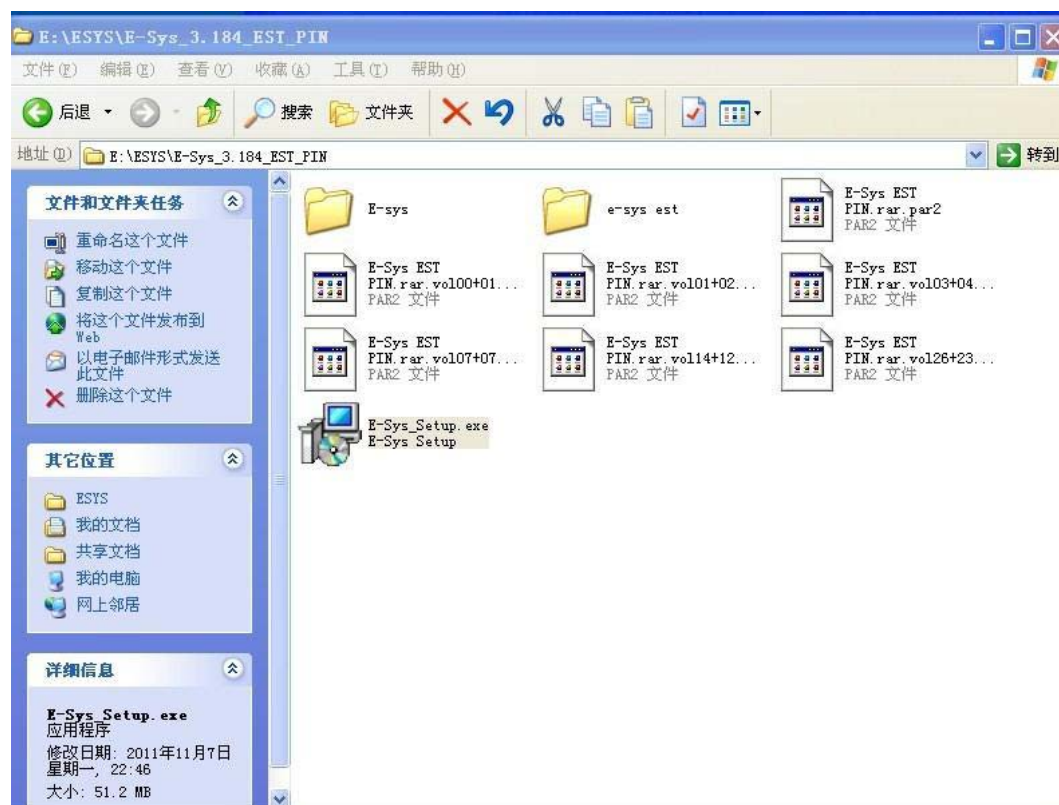 E:\ESYS\E-Sys_3.184_EST_PIN
文件(F) 编辑(E) 查看(V) 收藏(A) 工具(T) 帮助(H)
后退 搜索 文件夹
地址(D) E:\ESYS\E-Sys_3.184_EST_PIN 转到
文件和文件夹任务
重命名这个文件
移动这个文件
复制这个文件
将这个文件发布到
Web
以电子邮件形式发送
此文件
删除这个文件
其它位置
ESYS
我的文档
共享文档
我的电脑
网上邻居
详细信息
E-Sys_Setup.exe
应用程序
修改日期: 2011年11月7日
星期一, 22:46
大小: 51.2 MB
E-sys
e-sys est
E-Sys EST
PIN.rar.par2
PAR2 文件
E-Sys EST
PIN.rar.vol00+01...
PAR2 文件
E-Sys EST
PIN.rar.vol01+02...
PAR2 文件
E-Sys EST
PIN.rar.vol03+04...
PAR2 文件
E-Sys EST
PIN.rar.vol07+07...
PAR2 文件
E-Sys EST
PIN.rar.vol14+12...
PAR2 文件
E-Sys EST
PIN.rar.vol26+23...
PAR2 文件
E-Sys_Setup.exe
E-Sys Setup